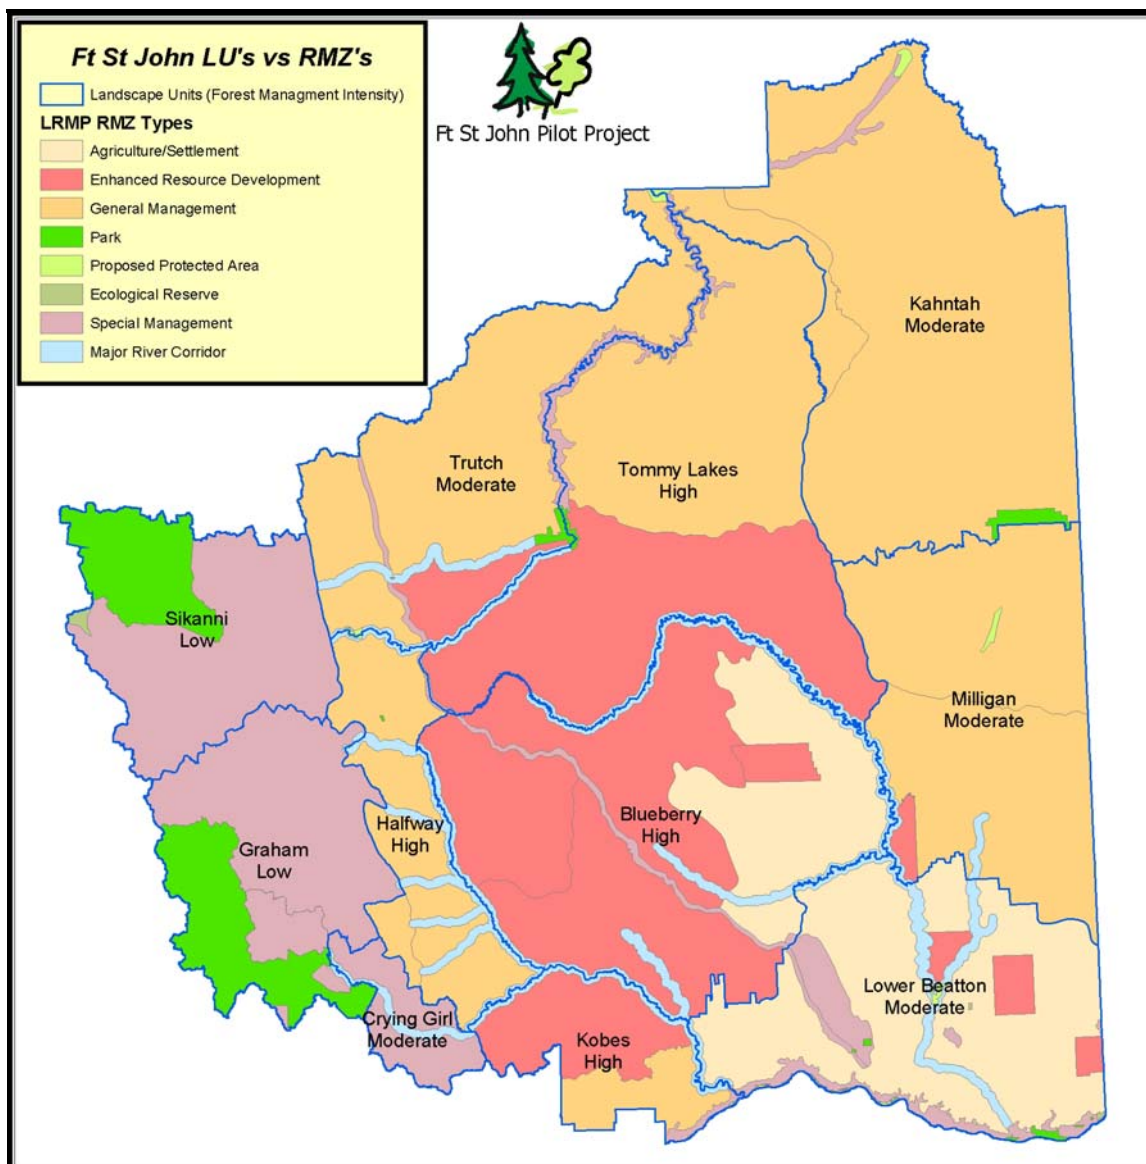 Ft St John LU's vs RMZ's
Landscape Units (Forest Managment Intensity)
LRMP RMZ Types
Agriculture/Settlement
Enhanced Resource Development
General Management
Park
Proposed Protected Area
Ecological Reserve
Special Management
Major River Corridor
Ft St John Pilot Project
Kahntah
Moderate
Trutch
Moderate
Tommy Lakes
High
Sikanni
Low
Milligan
Moderate
Halfway
High
Blueberry
High
Graham
Low
Lower Beatton
Moderate
Crying Girl
Moderate
Kobes
High